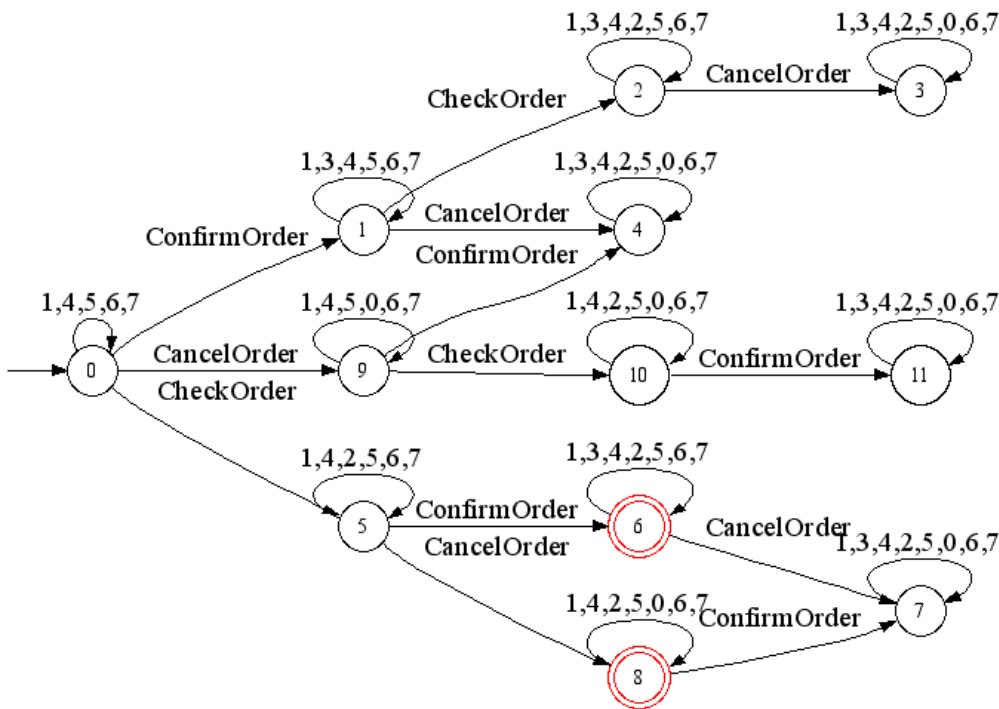 1,3,4,2,5,6,7
1,3,4,2,5,0,6,7
2
CancelOrder
3
CheckOrder
1,3,4,5,6,7
1,3,4,2,5,0,6,7
1
CancelOrder
4
ConfirmOrder
ConfirmOrder
1,4,5,6,7
1,4,5,0,6,7
1,4,2,5,0,6,7
1,3,4,2,5,0,6,7
0
CancelOrder
9
CheckOrder
10
ConfirmOrder
11
CheckOrder
1,4,2,5,6,7
1,3,4,2,5,6,7
5
ConfirmOrder
6
CancelOrder
CancelOrder
1,3,4,2,5,0,6,7
7
1,4,2,5,0,6,7
ConfirmOrder
8